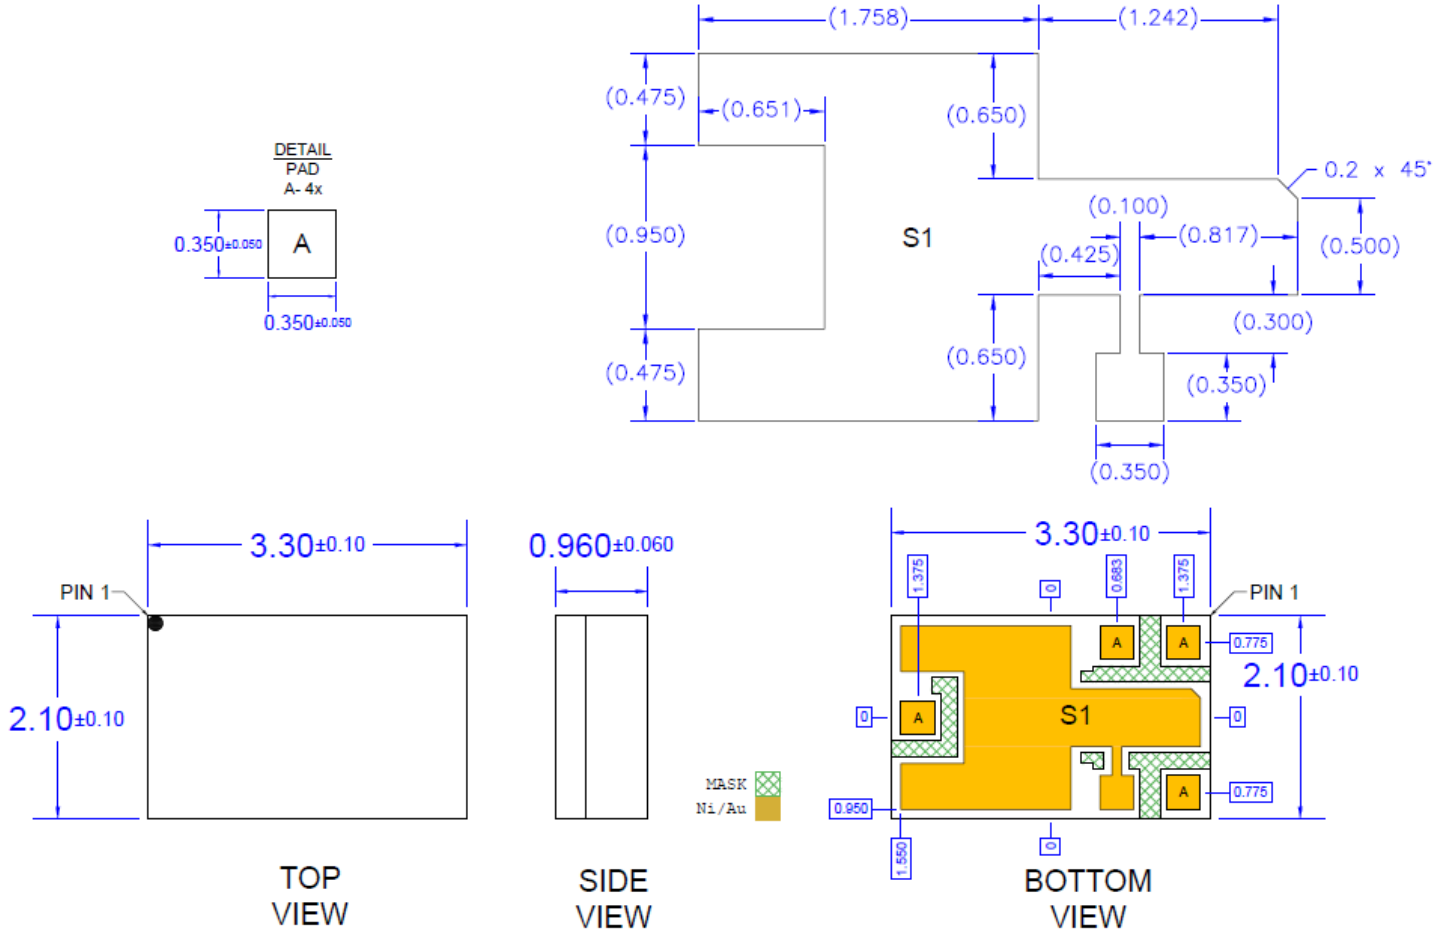 (1.758)
(1.242)
(0.475)
(0.651)
(0.650)
DETAIL
PAD
A- 4x
0.2 x 45°
(0.100)
0.350±0.050
A
(0.950)
S1
(0.425)
(0.817)
(0.500)
0.350±0.050
(0.300)
(0.475)
(0.650)
(0.350)
(0.350)
3.30±0.10
0.960±0.060
3.30±0.10
PIN 1
1.375
0
0.683
1.375
PIN 1
A
A
0.775
2.10±0.10
2.10±0.10
0
A
S1
0
MASK
Ni/Au
0.950
A
0.775
1.550
0
TOP
VIEW
SIDE
VIEW
BOTTOM
VIEW